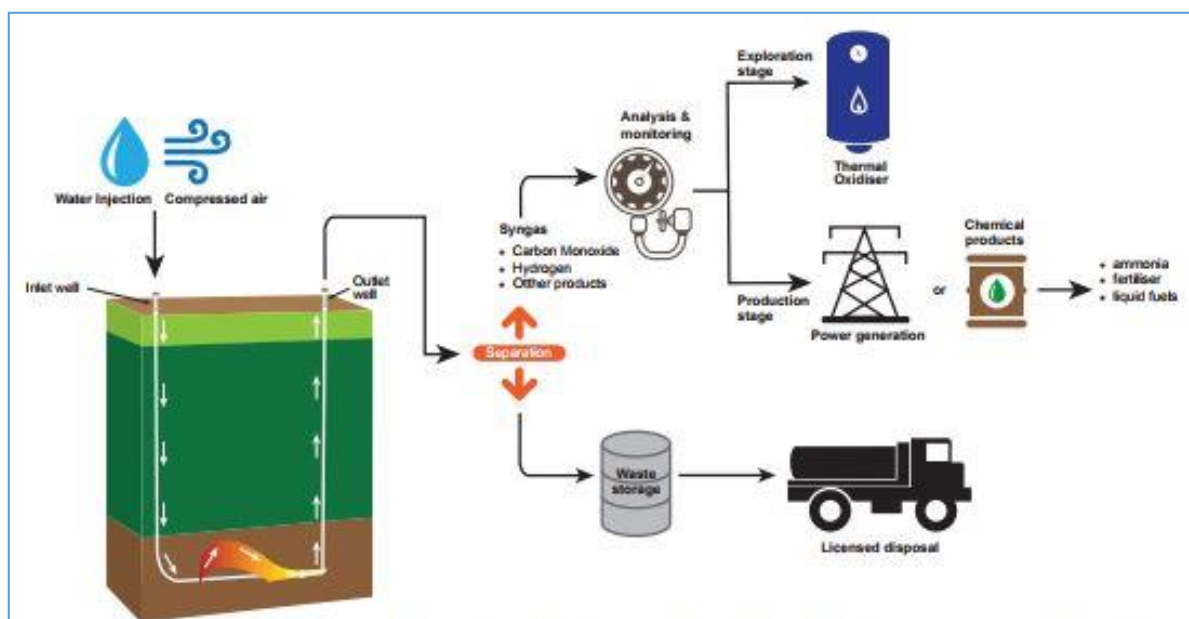 Water Injection
Compressed air
Inlet well
Outlet
well
Syngas
• Carbon Monoxide
• Hydrogen
• Otther products
Separation
Analysis &
monitoring
Exploration
stage
Thermal
Oxidiser
Production
stage
Power generation
or
Chemical
products
• ammonia
• fertiliser
• liquid fuels
Waste
storage
Licensed disposal